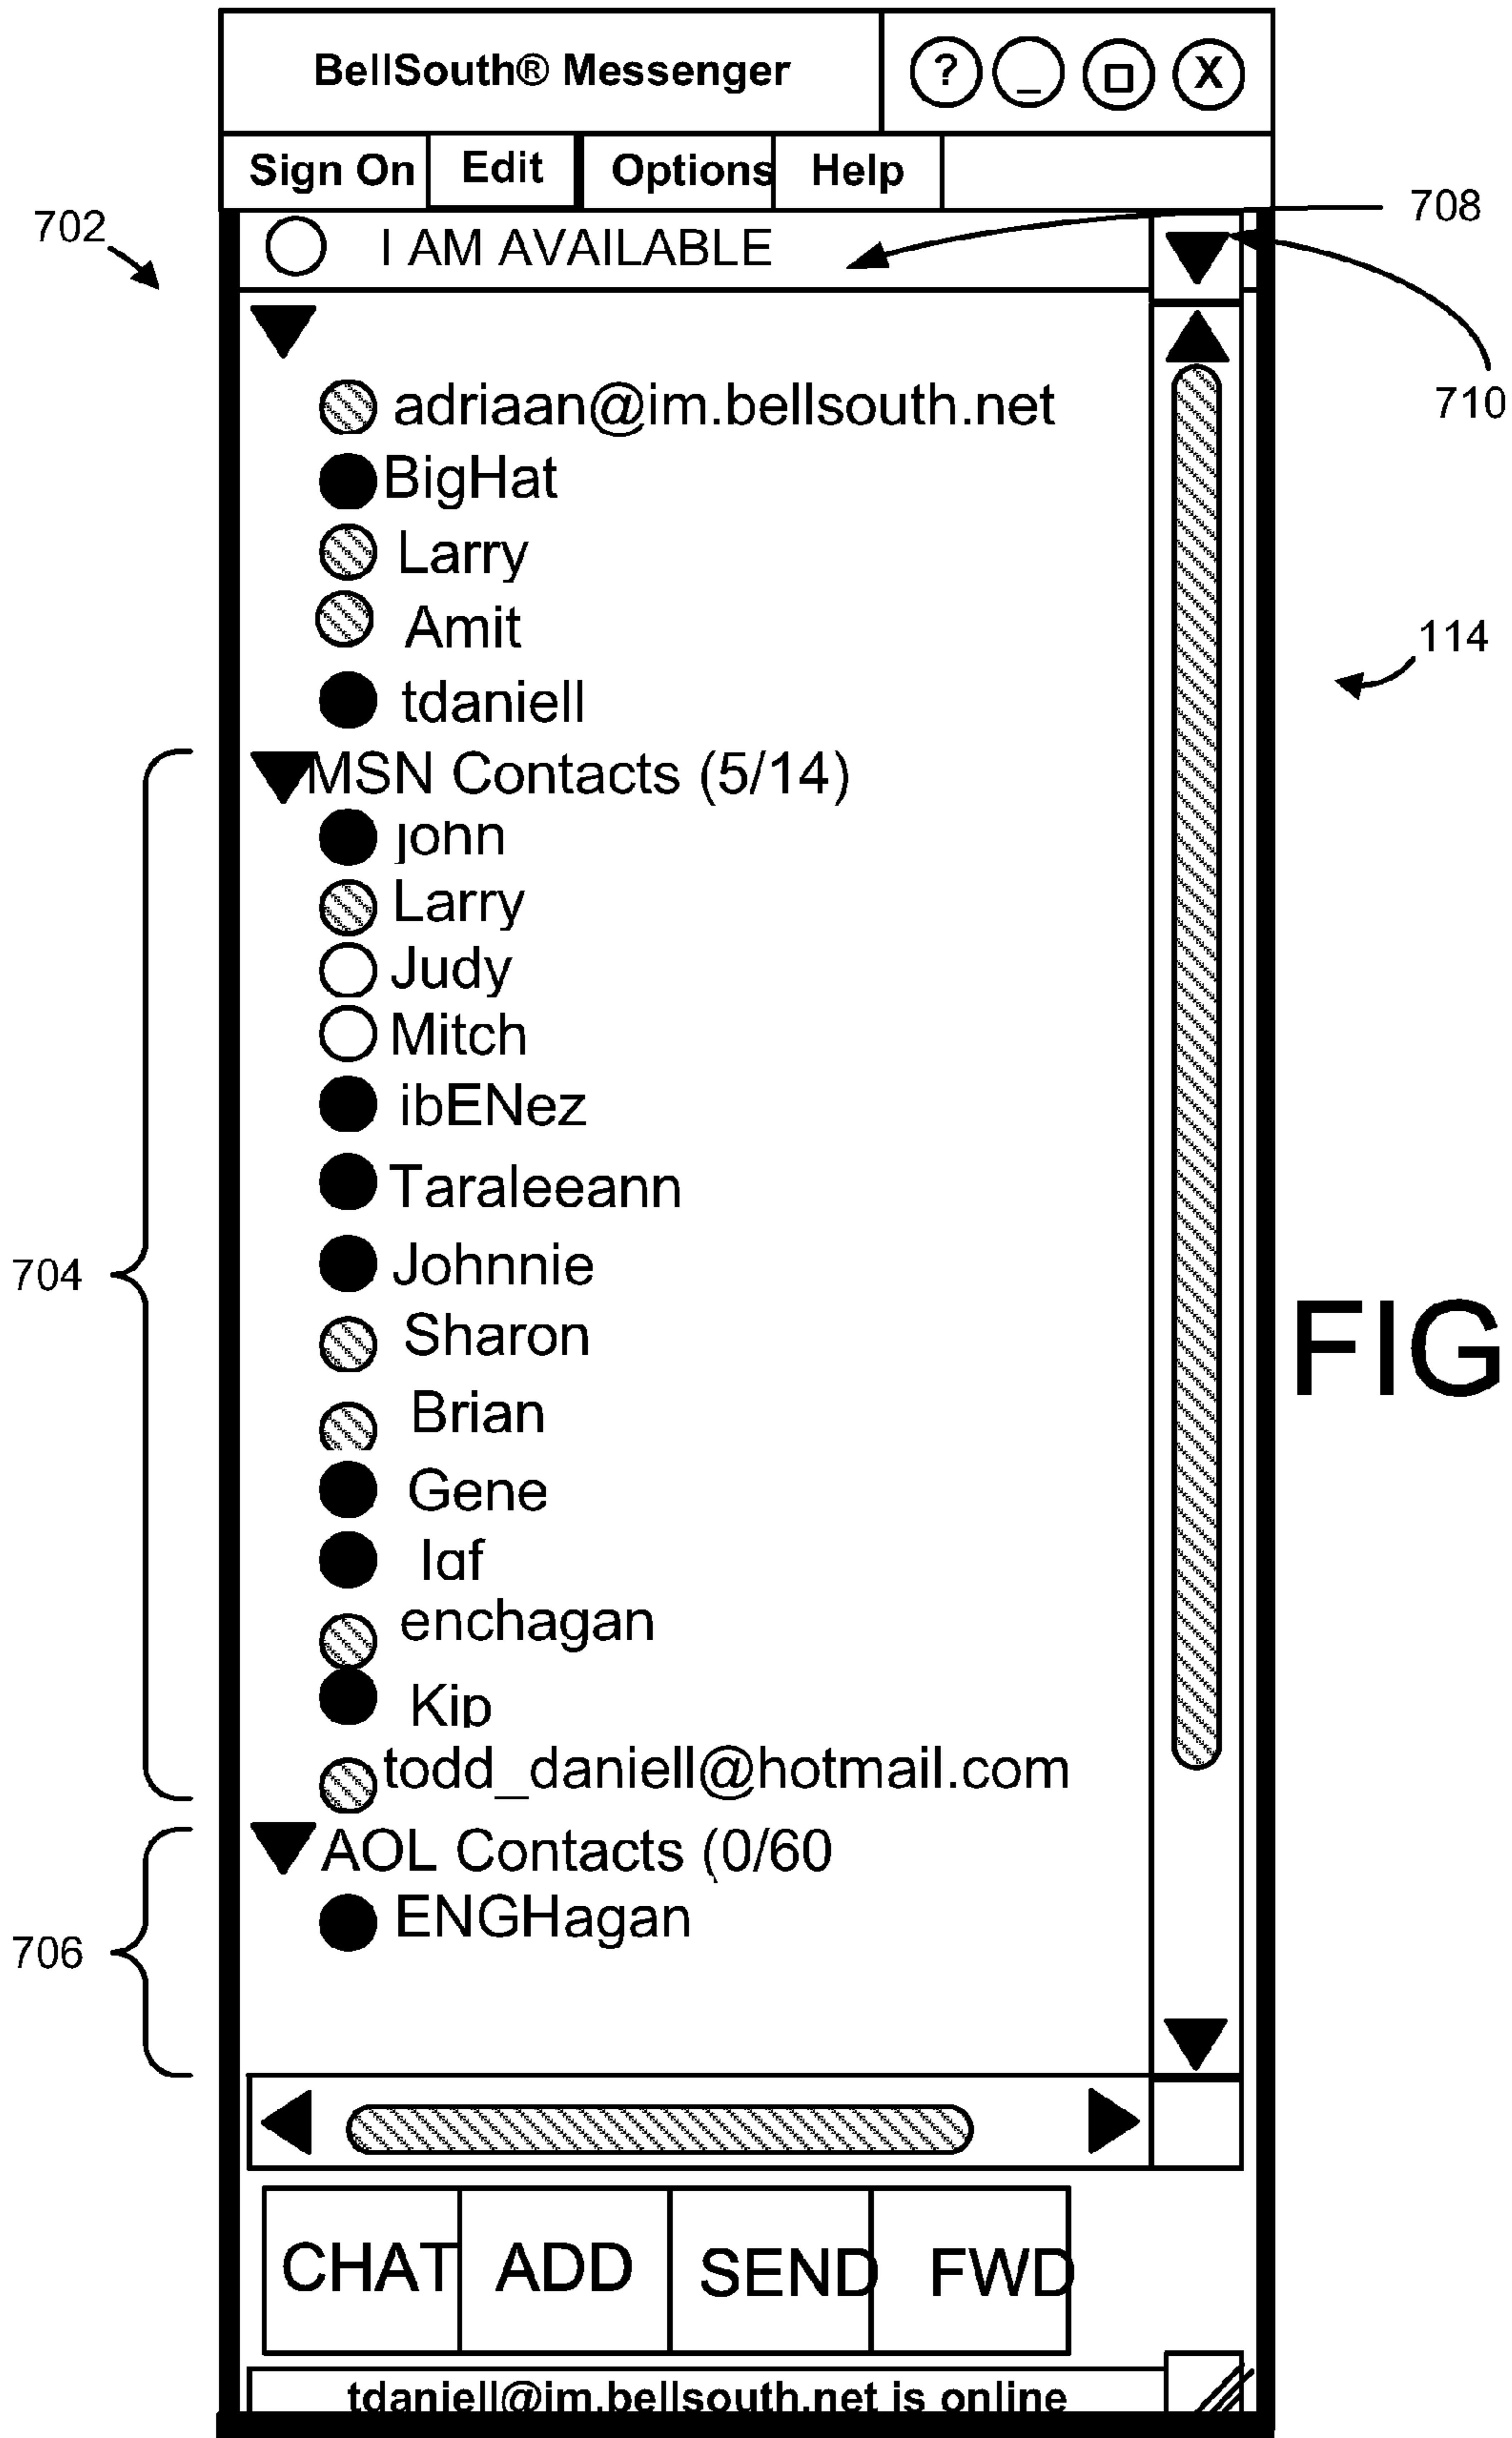 BellSouth® Messenger ? _ X
Sign On Edit Options Help
702
708
I AM AVAILABLE
710
adriaan@im.bellsouth.net
BigHat
Larry
Amit
114
tdaniell
MSN Contacts (5/14)
john
Larry
Judy
Mitch
ibENez
Taraleeann
704
Johnnie
Sharon
FIG
Brian
Gene
enchagan
Kip
todd_daniell@hotmail.com
AOL Contacts (0/60
ENGHagan
706
CHAT ADD SEND FWD
tdaniell@im.bellsouth.net is online